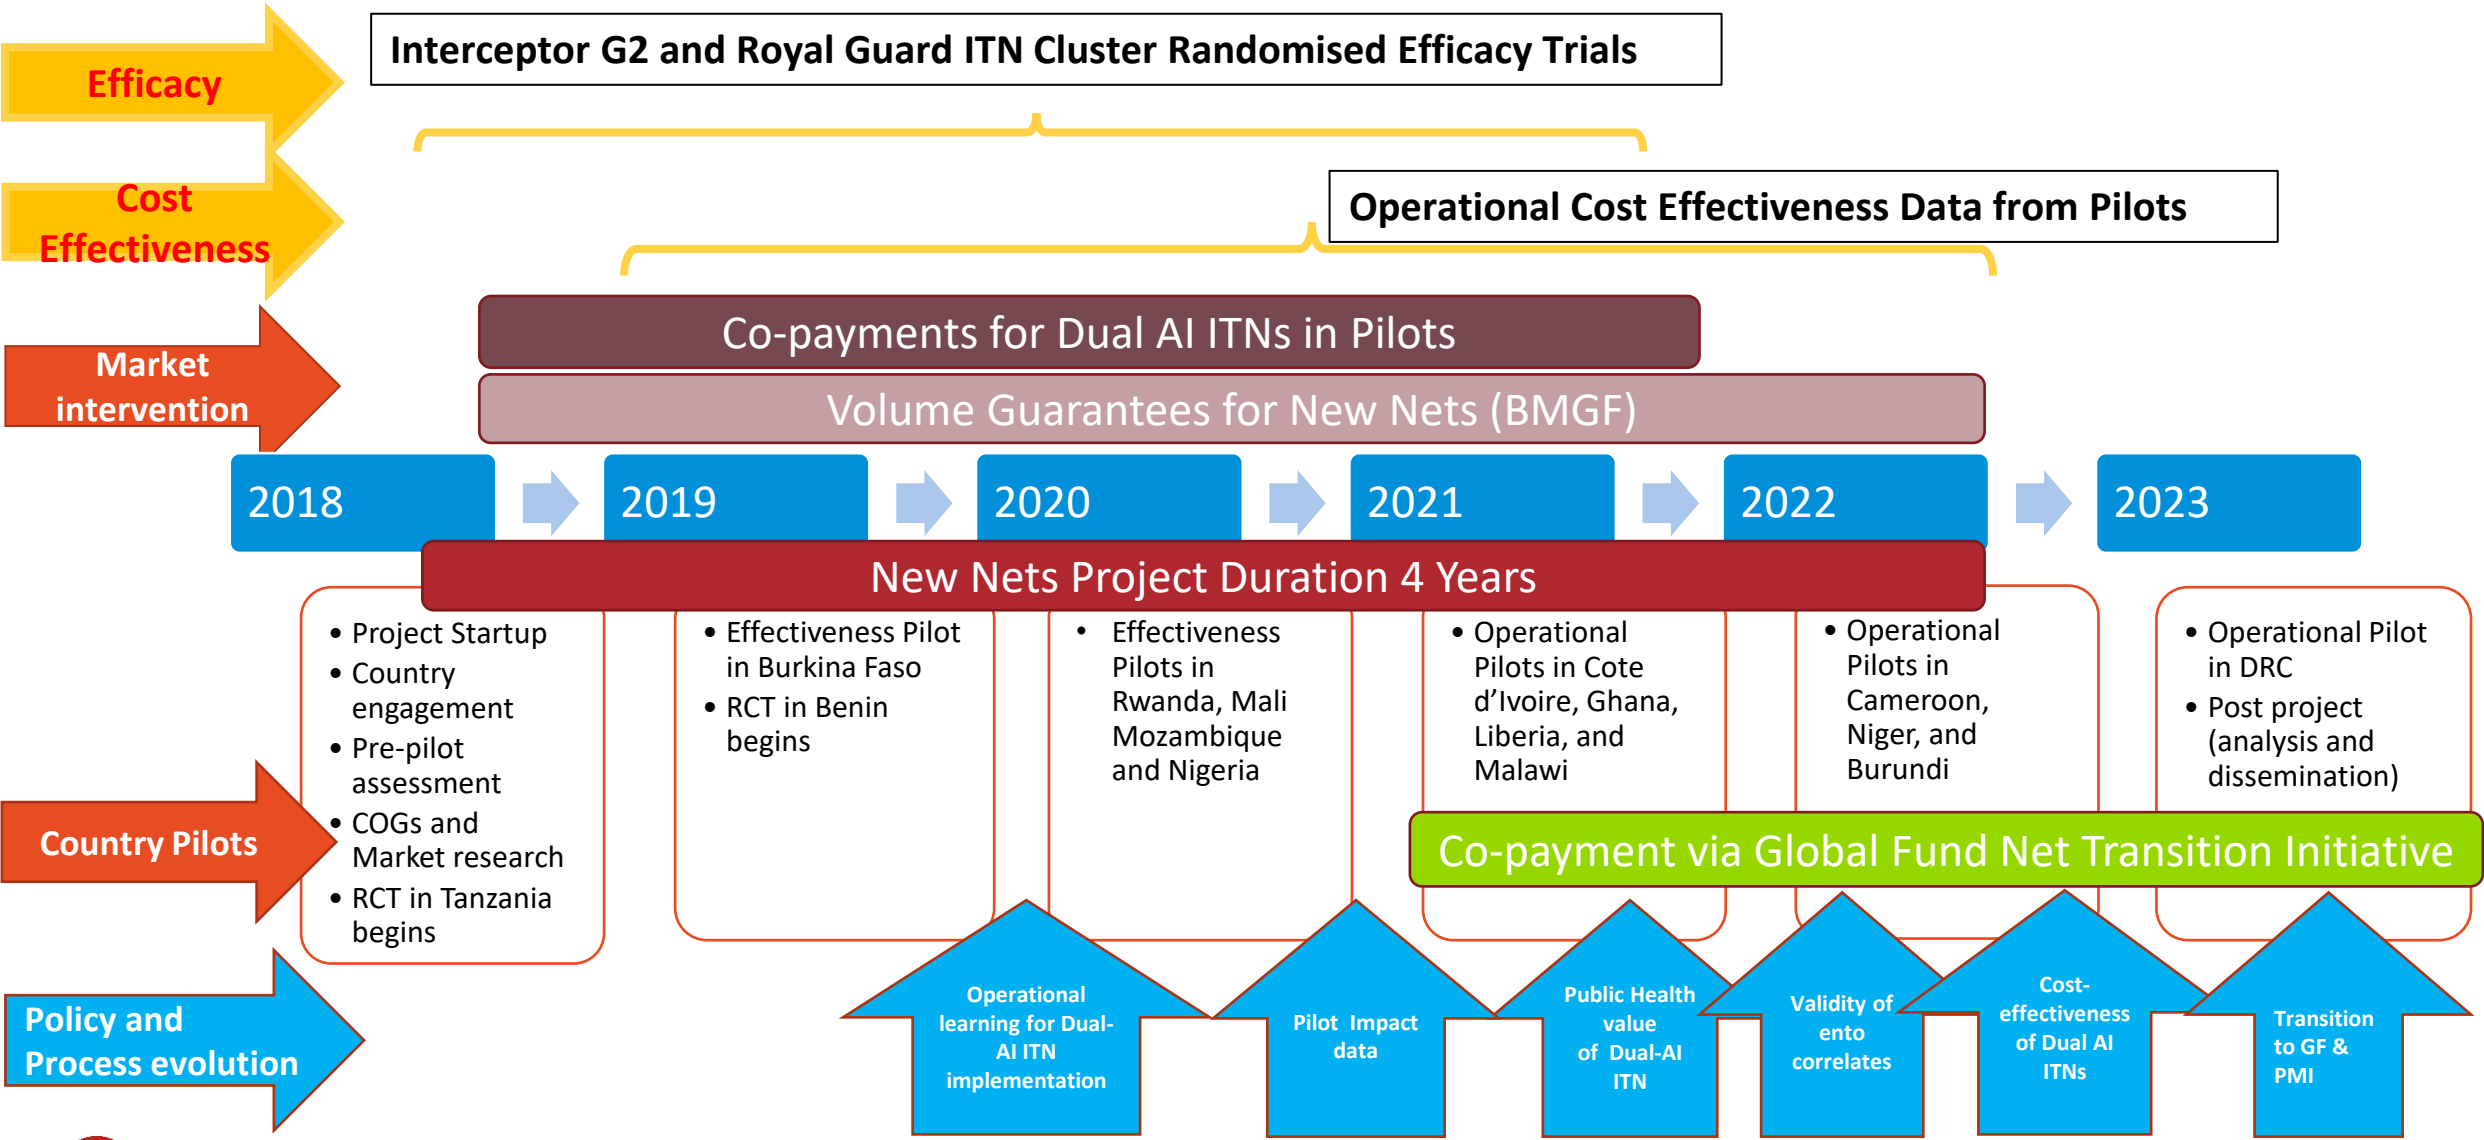 Efficacy
Interceptor G2 and Royal Guard ITN Cluster Randomised Efficacy Trials
Cost
Effectiveness
Operational Cost Effectiveness Data from Pilots
Market
intervention
Co-payments for Dual AI ITNs in Pilots
Volume Guarantees for New Nets (BMGF)
2018
2019
2020
2021
2022
2023
New Nets Project Duration 4 Years
Country Pilots
• Project Startup
• Country
engagement
• Pre-pilot
assessment
• COGs and
Market research
• RCT in Tanzania
begins
• Effectiveness Pilot
in Burkina Faso
• RCT in Benin
begins
• Effectiveness
Pilots in
Rwanda, Mali
Mozambique
and Nigeria
• Operational
Pilots in Cote
d’Ivoire, Ghana,
Liberia, and
Malawi
• Operational
Pilots in
Cameroon,
Niger, and
Burundi
• Operational Pilot
in DRC
• Post project
(analysis and
dissemination)
Co-payment via Global Fund Net Transition Initiative
Policy and
Process evolution
Operational
learning for Dual-
AI ITN
implementation
Pilot Impact
data
Public Health
value
of Dual-AI
ITN
Validity of
ento
correlates
Cost-
effectiveness
of Dual AI
ITNs
Transition
to GF &
PMI